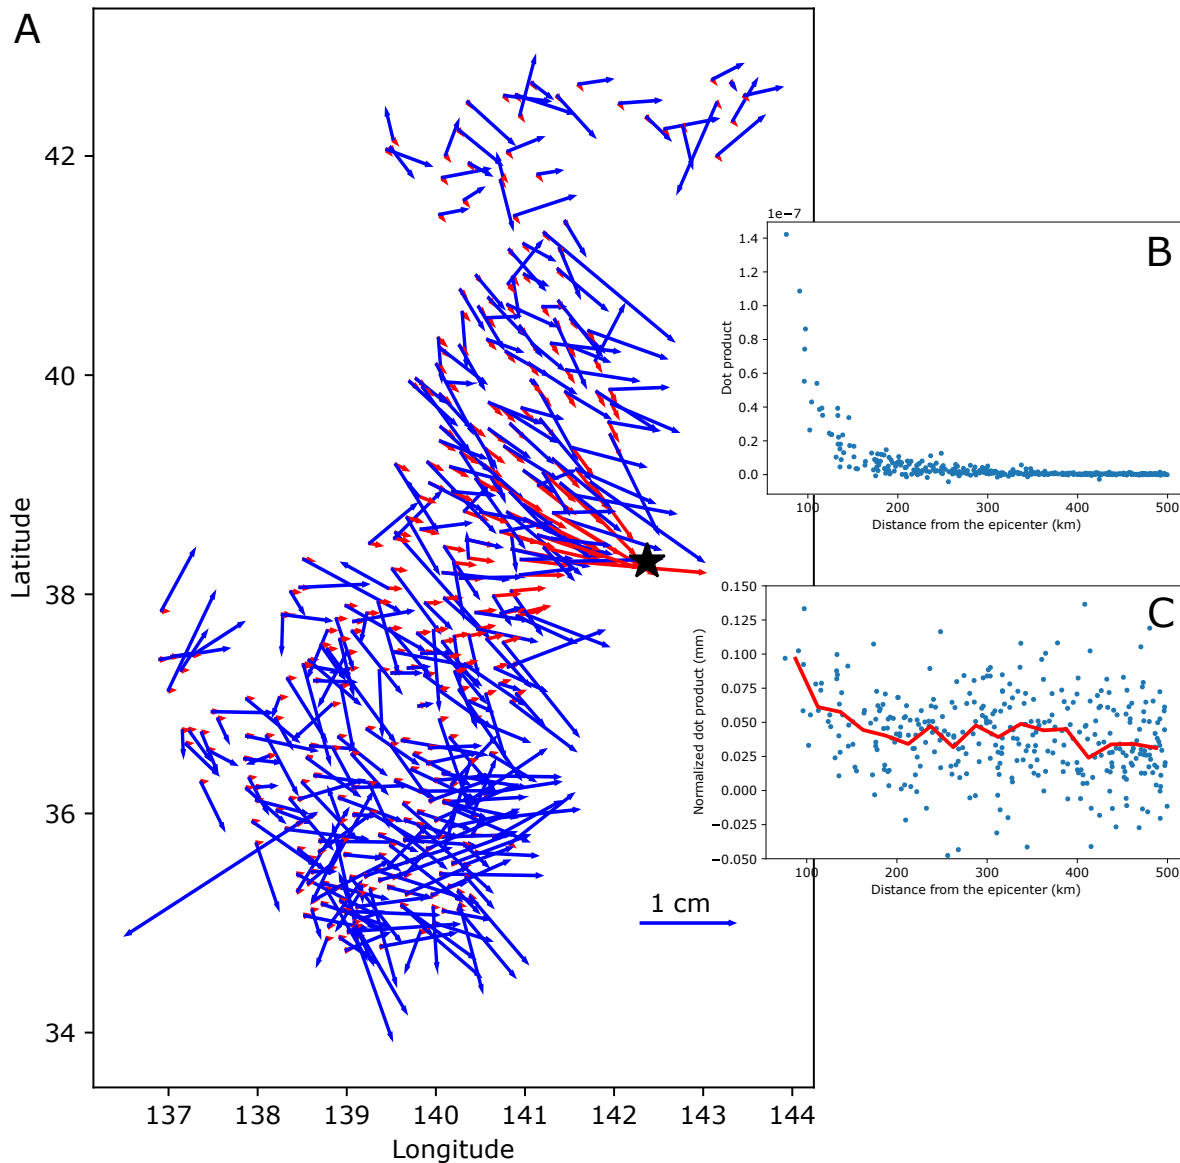 A
42
40
38
36
34
Latitude
137 138 139 140 141 142 143 144
Longitude
1 cm
1e−7
B
1.4
1.2
1.0
0.8
0.6
0.4
0.2
0.0
Dot product
100 200 300 400 500
Distance from the epicenter (km)
C
0.150
0.125
0.100
0.075
0.050
0.025
0.000
−0.025
−0.050
Normalized dot product (mm)
100 200 300 400 500
Distance from the epicenter (km)